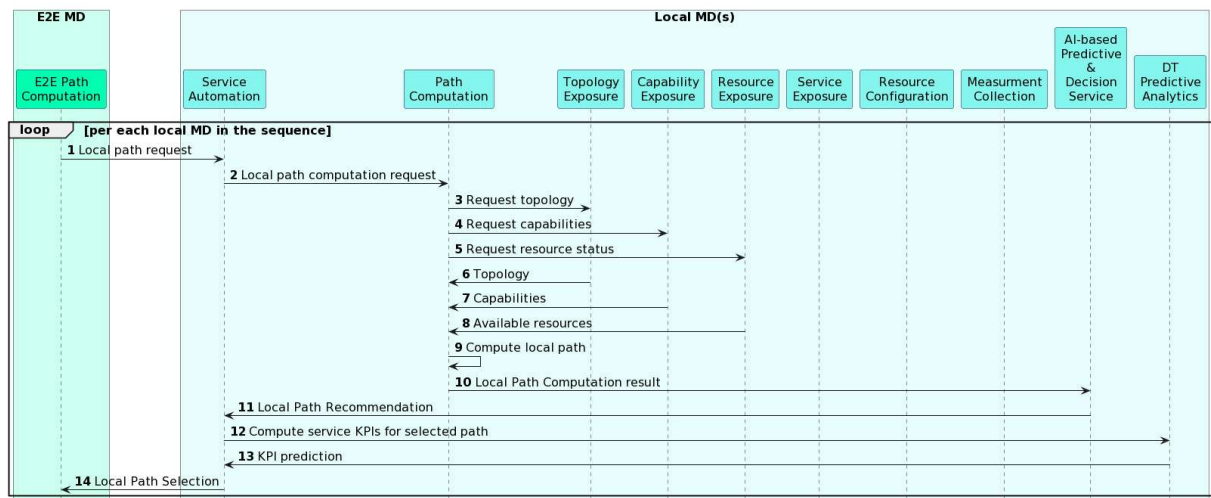 E2E MD
Local MD(s)
E2E Path
Computation
Service
Automation
Path
Computation
Topology
Exposure
Capability
Exposure
Resource
Exposure
Service
Exposure
Resource
Configuration
Measurment
Collection
AI-based
Predictive
&
Decision
Service
DT
Predictive
Analytics
loop [per each local MD in the sequence]
1 Local path request
2 Local path computation request
3 Request topology
4 Request capabilities
5 Request resource status
6 Topology
7 Capabilities
8 Available resources
9 Compute local path
10 Local Path Computation result
11 Local Path Recommendation
12 Compute service KPIs for selected path
13 KPI prediction
14 Local Path Selection